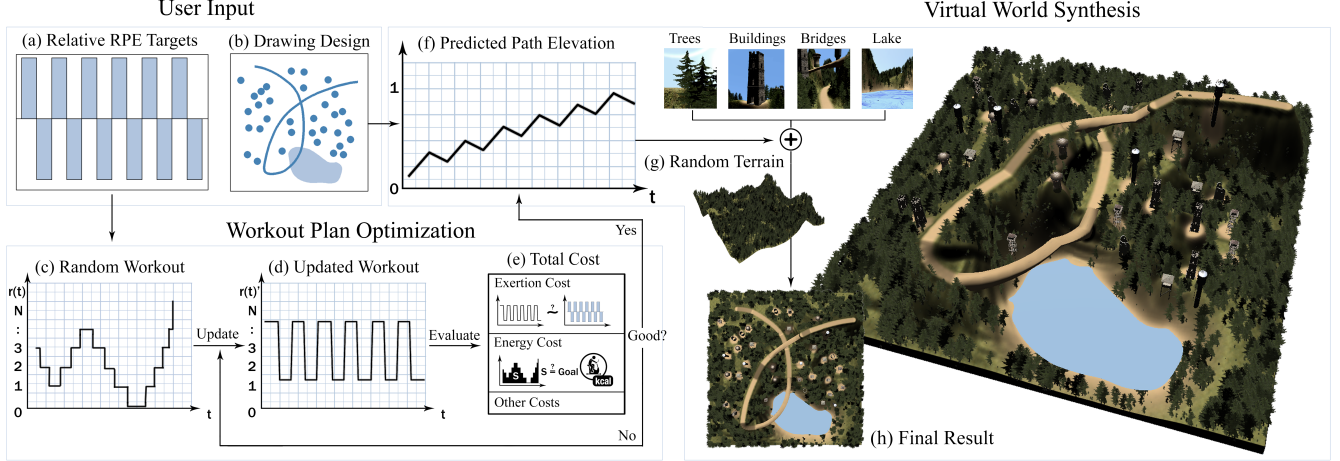 User Input
Virtual World Synthesis
(a) Relative RPE Targets
(b) Drawing Design
(f) Predicted Path Elevation
1
0
t
Trees
Buildings
Bridges
Lake
+
(g) Random Terrain
Workout Plan Optimization
Yes
(c) Random Workout
r(t)
N
:
3
2
1
0
t
Update
(d) Updated Workout
r(t)'
N
:
3
2
1
0
t
Evaluate
(e) Total Cost
Exertion Cost
?
~
Energy Cost
S
S ?= Goal
kcal
Other Costs
Good?
No
(h) Final Result